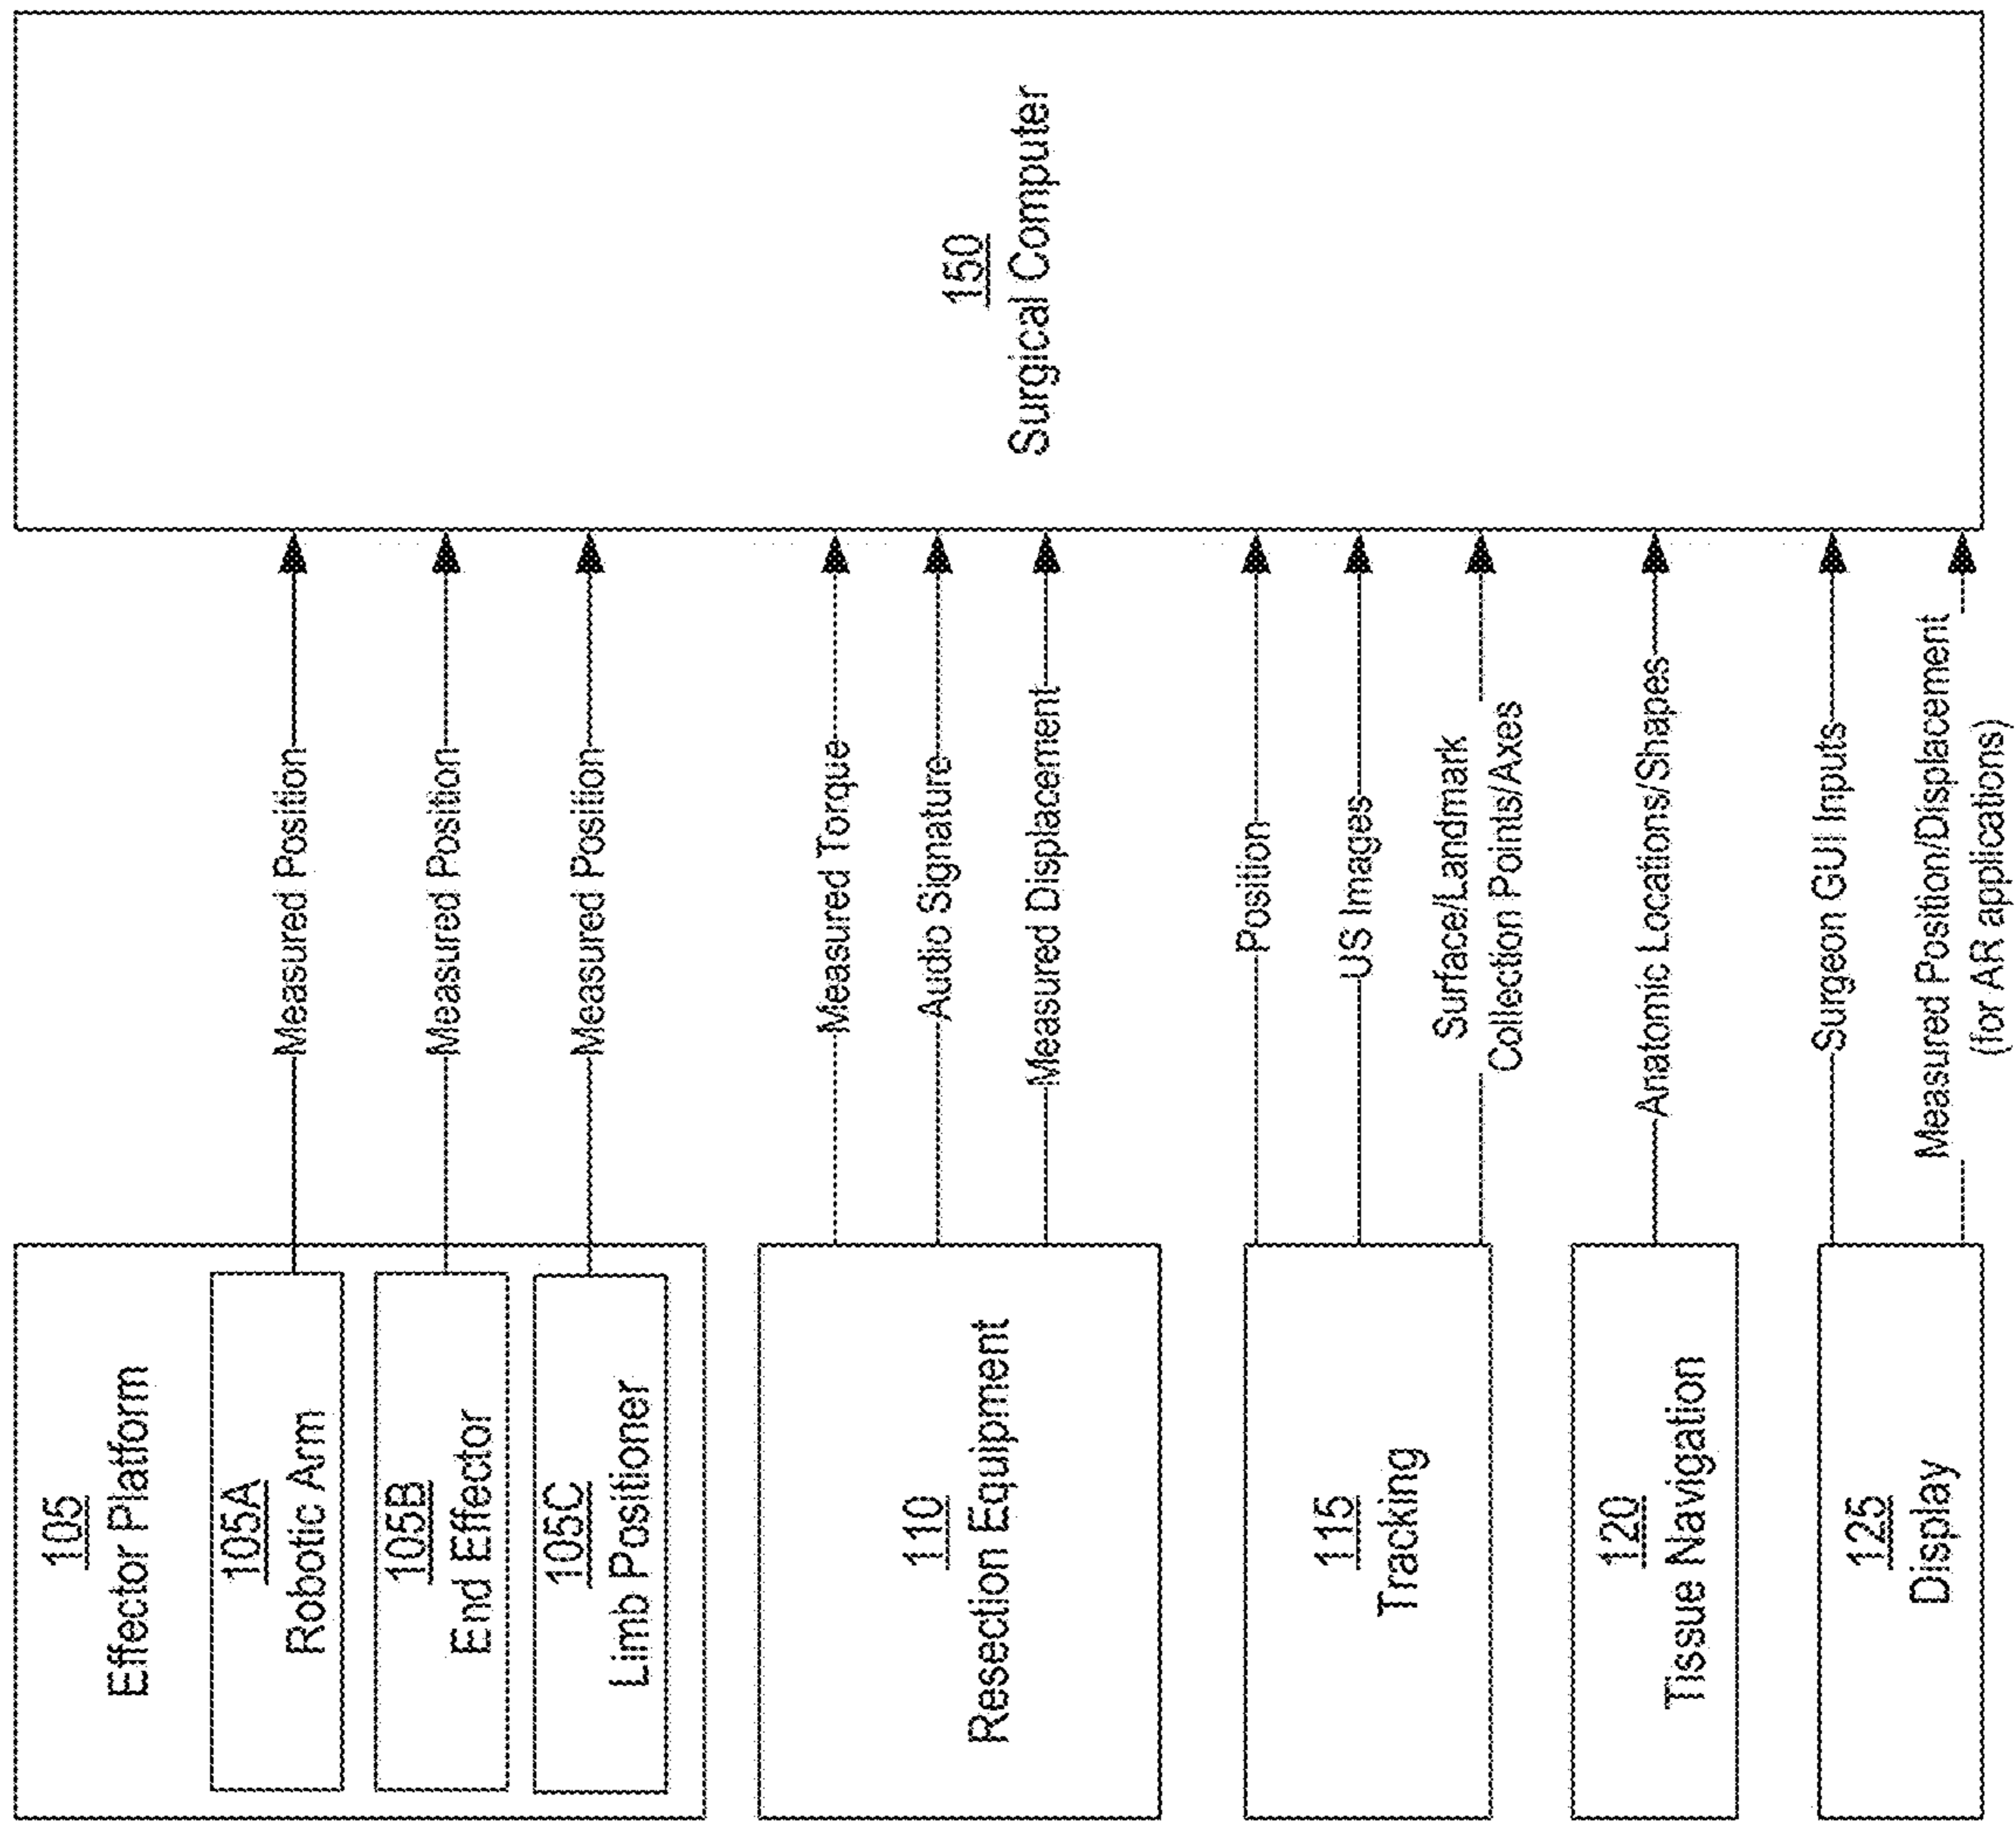 105
Effector Platform
105A
Robotic Arm
105B
End Effector
105C
Limb Positioner
110
Resection Equipment
115
Tracking
120
Tissue Navigation
125
Display
Measured Position
Measured Position
Measured Position
Measured Torque
Audio Signature
Measured Displacement
Position
US Images
Surface/Landmark
Collection Points/Axes
Anatomic Locations/Shapes
Surgeon GUI Inputs
Measured Position/Displacement
(for AR applications)
150
Surgical Computer